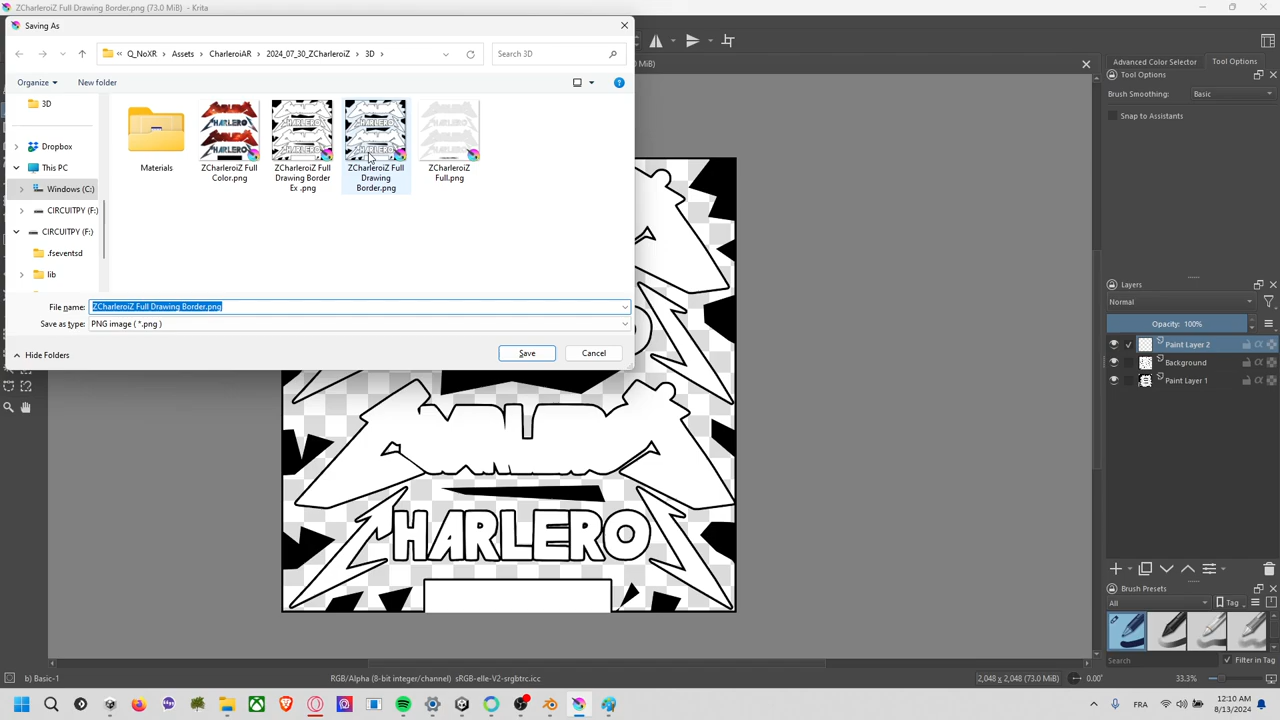 ZCharleroiZ Full Drawing Border.png (73.0 MiB) - Krita
Saving As
Q_NoXR
Assets
CharleroiAR
2024_07_30_ZCharleroiZ
3D
Search 3D
Organize
New folder
3D
Dropbox
This PC
Windows (C:)
CIRCUITPY (F:)
CIRCUITPY (F:)
.fseventsd
lib
Materials
ZCharleroiZ Full
Color.png
ZCharleroiZ Full
Drawing Border
Ex .png
ZCharleroiZ Full
Drawing
Border.png
ZCharleroiZ
Full.png
File name:
ZCharleroiZ Full Drawing Border.png
Save as type:
PNG image ( *.png )
Hide Folders
Save
Cancel
MiB)
Advanced Color Selector
Tool Options
Tool Options
Brush Smoothing:
Basic
Snap to Assistants
Layers
Normal
Opacity: 100%
Paint Layer 2
Background
Paint Layer 1
HARLERO
Brush Presets
All
Tag
Search
Filter in Tag
b) Basic-1
RGB/Alpha (8-bit integer/channel) sRGB-elle-V2-srgbtrc.icc
2,048 x 2,048 (73.0 MiB)
0.00°
33.3%
FRA
12:10 AM
8/13/2024